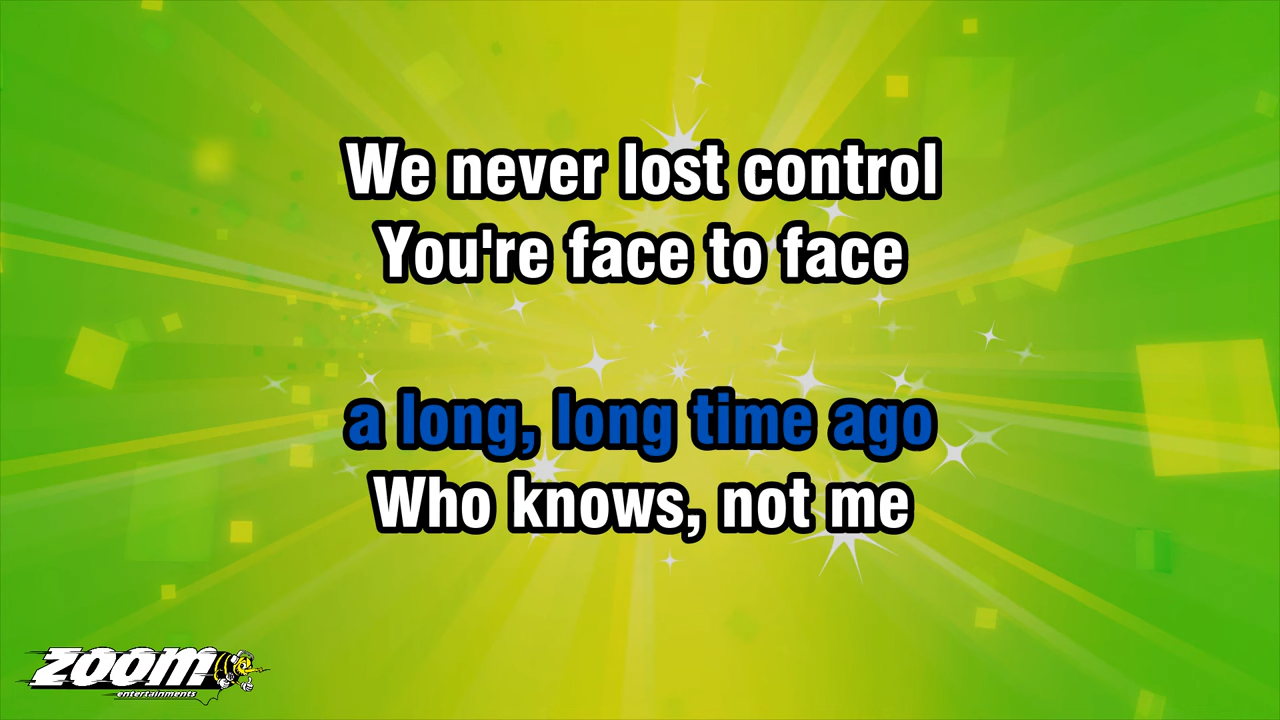 We never lost control
You're face to face
a long, long time ago
Who knows, not me
zoom
entertainments